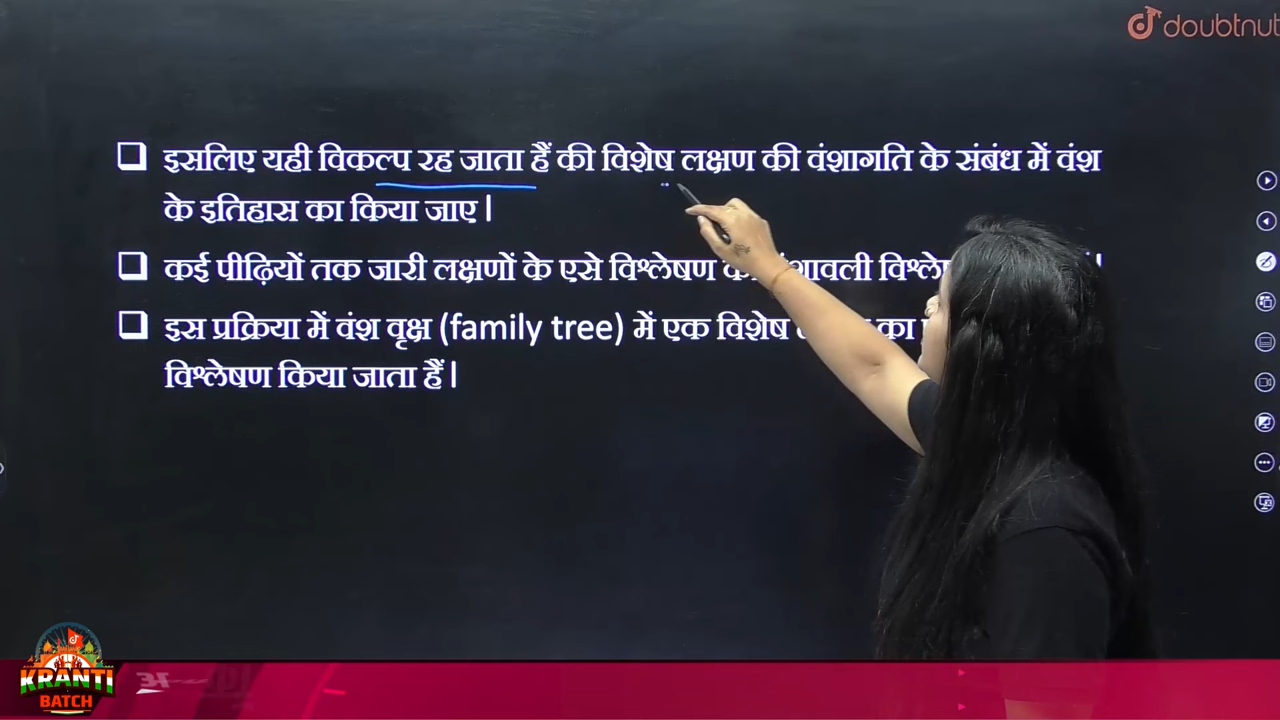 doubtnut
इसलिए यही विकल्प रह जाता हैं की विशेष लक्षण की वंशागति के संबंध में वंश
के इतिहास का किया जाए |
कई पीढ़ियों तक जारी लक्षणों के एसे विश्लेषण
इस प्रक्रिया में वंश वृक्ष (family tree) में एक विशेष का
विश्लेषण किया जाता हैं |
KRANTI
BATCH